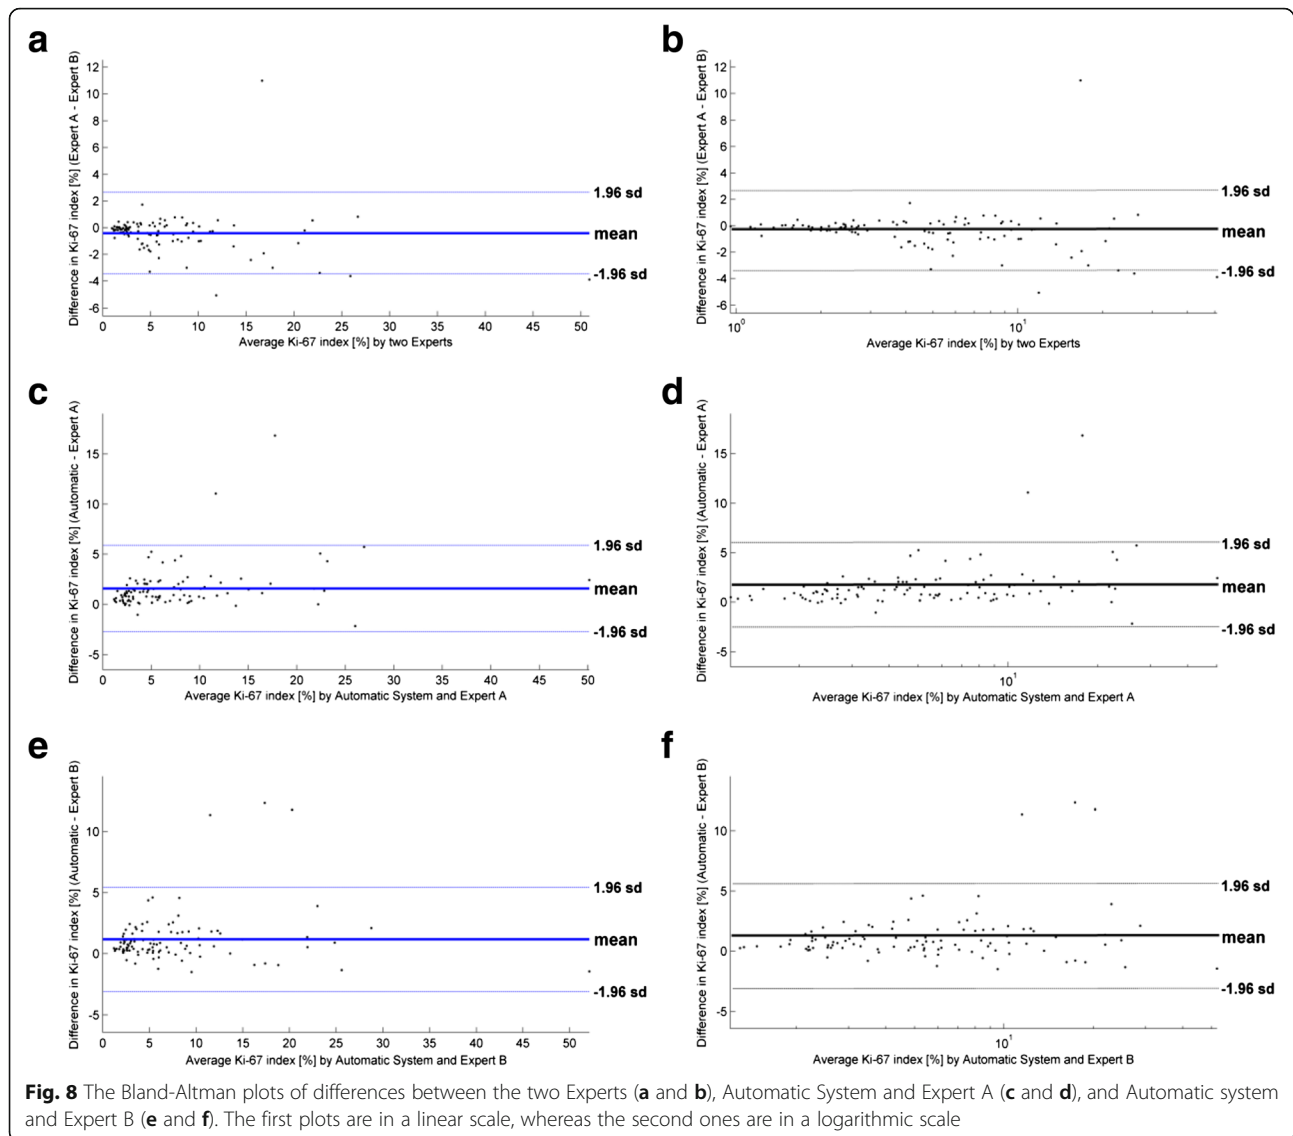 a
Difference in Ki-67 index [%] (Expert A - Expert B)
12
10
8
6
4
2
0
-2
-4
-6
1.96 sd
mean
-1.96 sd
0 5 10 15 20 25 30 35 40 45 50
Average Ki-67 index [%] by two Experts
b
Difference in Ki-67 index [%] (Expert A - Expert B)
12
10
8
6
4
2
0
-2
-4
-6
1.96 sd
mean
-1.96 sd
10⁰ 10¹
Average Ki-67 index [%] by two Experts
c
Difference in Ki-67 index [%] (Automatic - Expert A)
15
10
5
0
-5
1.96 sd
mean
-1.96 sd
0 5 10 15 20 25 30 35 40 45 50
Average Ki-67 index [%] by Automatic System and Expert A
d
Difference in Ki-67 index [%] (Automatic - Expert A)
15
10
5
0
-5
1.96 sd
mean
-1.96 sd
10¹
Average Ki-67 index [%] by Automatic System and Expert A
e
Difference in Ki-67 index [%] (Automatic - Expert B)
10
5
0
-5
1.96 sd
mean
-1.96 sd
0 5 10 15 20 25 30 35 40 45 50
Average Ki-67 index [%] by Automatic System and Expert B
f
Difference in Ki-67 index [%] (Automatic - Expert B)
10
5
0
-5
1.96 sd
mean
-1.96 sd
10¹
Average Ki-67 index [%] by Automatic System and Expert B
Fig. 8 The Bland-Altman plots of differences between the two Experts (a and b), Automatic System and Expert A (c and d), and Automatic system
and Expert B (e and f). The first plots are in a linear scale, whereas the second ones are in a logarithmic scale